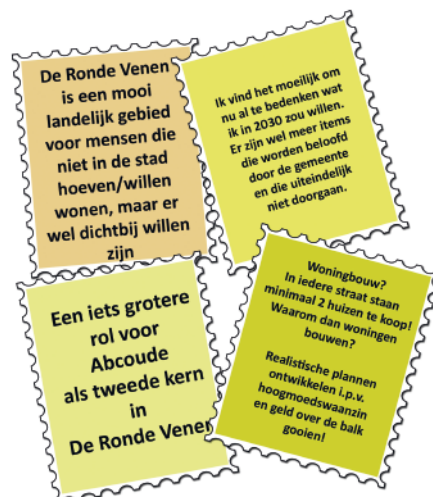 De Ronde Venen
is een mooi
landelijk gebied
voor mensen die
niet in de stad
hoeven/willen
wonen, maar er
wel dichtbij willen
zijn
Ik vind het moeilijk om
nu al te bedenken wat
ik in 2030 zou willen.
Er zijn wel meer items
die worden beloofd
door de gemeente
en die uiteindelijk
niet doorgaan.
Een iets grotere
rol voor
Abcoude
als tweede kern
in
De Ronde Venen
Woningbouw?
In iedere straat staan
minimaal 2 huizen te koop!
Waarom dan woningen
bouwen?
Realistische plannen
ontwikkelen i.p.v.
hoogmoedswaanzin
en geld over de balk
gooien!